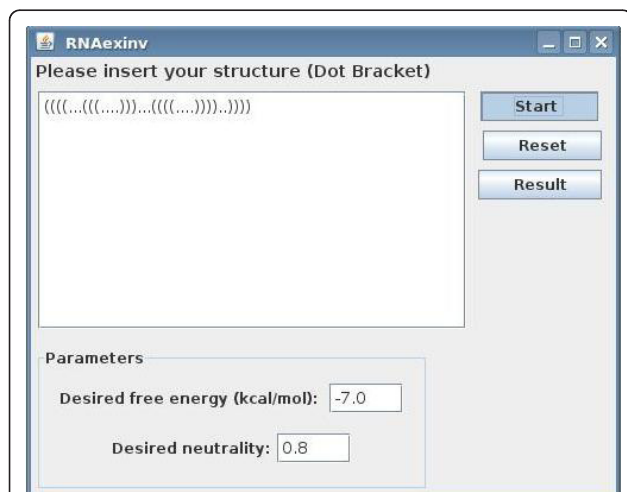 RNAexinv
Please insert your structure (Dot Bracket)
((((...(((....)))...((((....))))..))))
Start
Reset
Result
Parameters
Desired free energy (kcal/mol): -7.0
Desired neutrality: 0.8